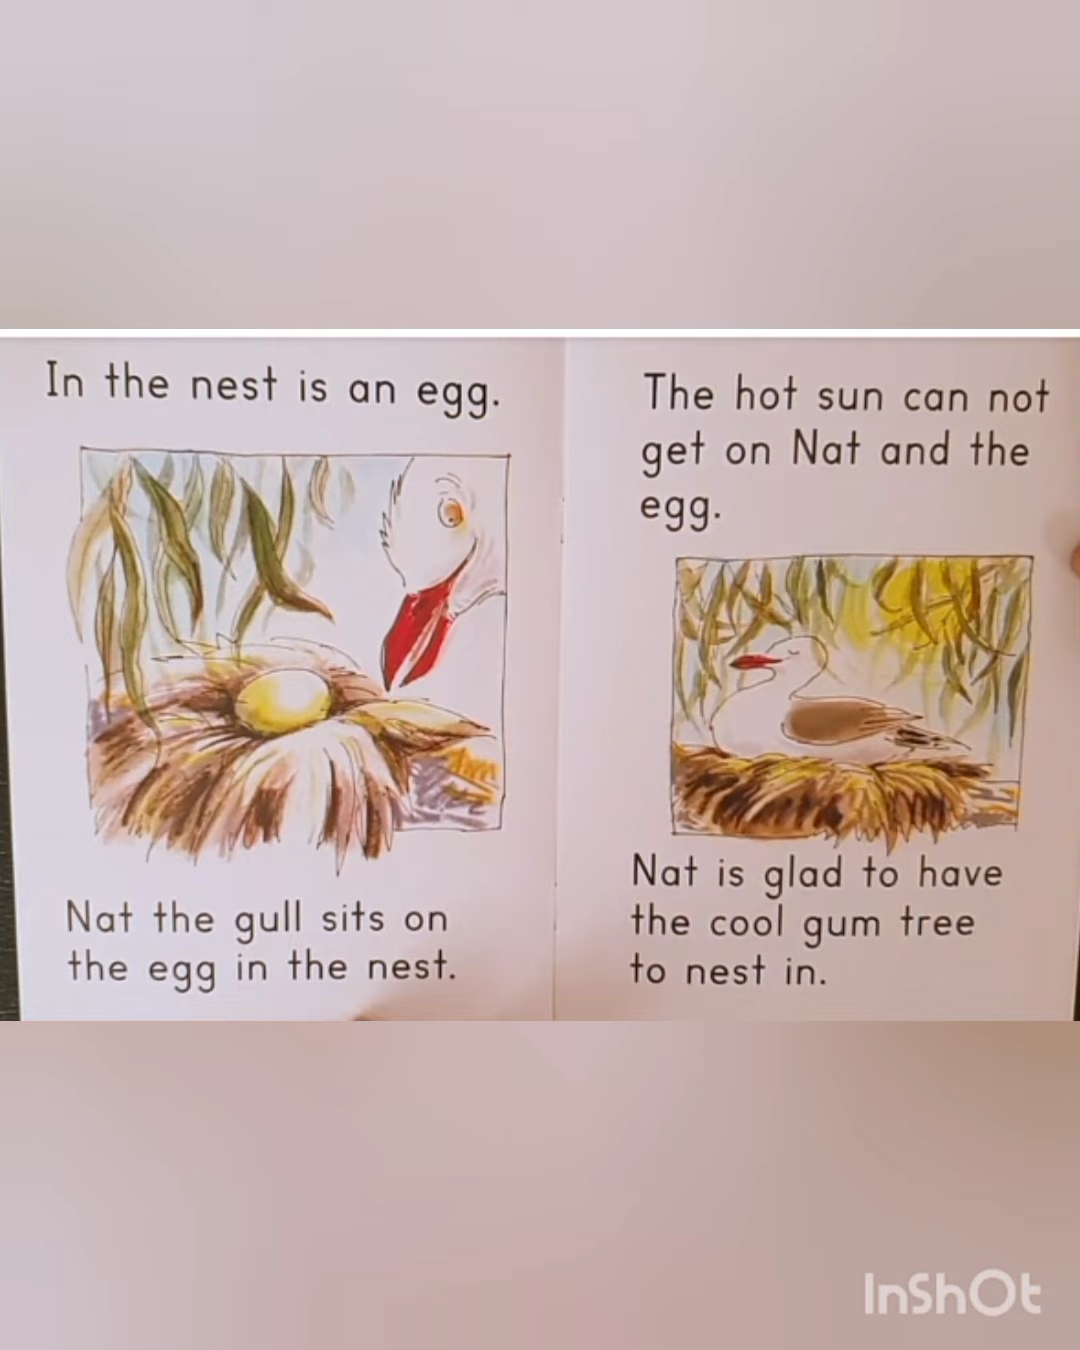 In the nest is an egg.
Nat the gull sits on
the egg in the nest.
The hot sun can not
get on Nat and the
egg.
Nat is glad to have
the cool gum tree
to nest in.
InShOt